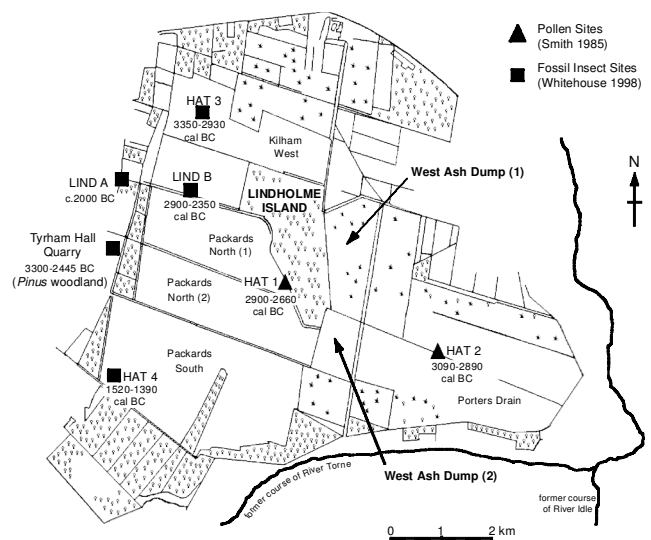 Pollen Sites
(Smith 1985)
Fossil Insect Sites
(Whitehouse 1998)
HAT 3
3350-2930
cal BC
Kilham
West
N
West Ash Dump (1)
LIND A
c.2000 BC
LIND B
2900-2350
cal BC
LINDHOLME
ISLAND
Tyrham Hall
Quarry
3300-2445 BC
(Pinus woodland)
Packards
North (1)
Packards
North (2)
HAT 1
2900-2660
cal BC
Packards
South
HAT 2
3090-2890
cal BC
HAT 4
1520-1390
cal BC
Porters Drain
West Ash Dump (2)
former course of River Torne
former course
of River Idle
0 1 2 km